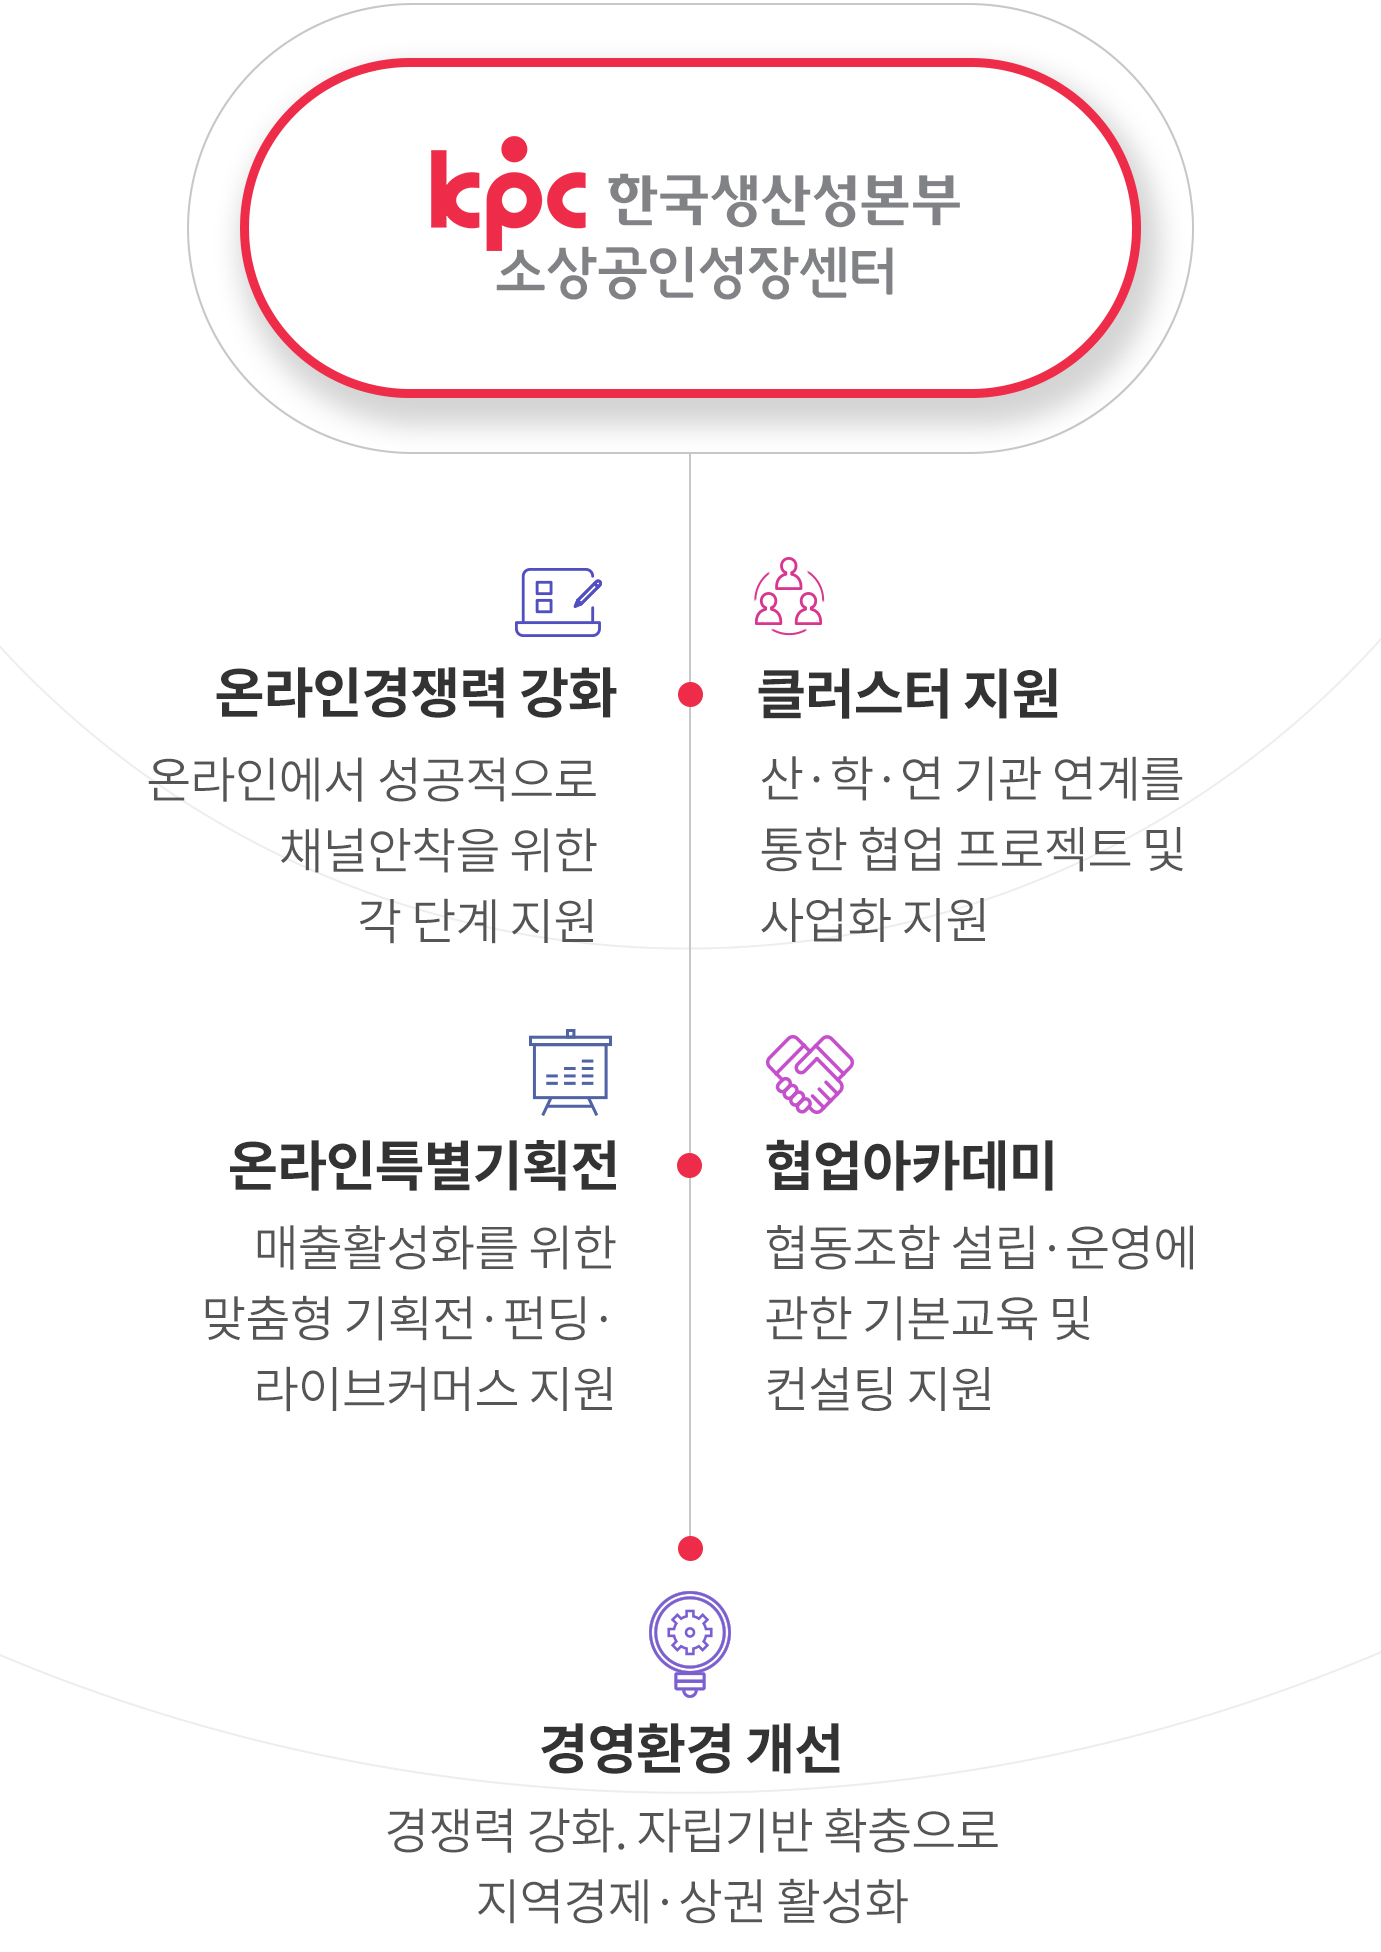 kpc 한국생산성본부
소상공인성장센터
온라인경쟁력 강화
온라인에서 성공적으로
채널안착을 위한
각 단계 지원
클러스터 지원
산·학·연 기관 연계를
통한 협업 프로젝트 및
사업화 지원
온라인특별기획전
매출활성화를 위한
맞춤형 기획전·펀딩·
라이브커머스 지원
협업아카데미
협동조합 설립·운영에
관한 기본교육 및
컨설팅 지원
경영환경 개선
경쟁력 강화. 자립기반 확충으로
지역경제·상권 활성화